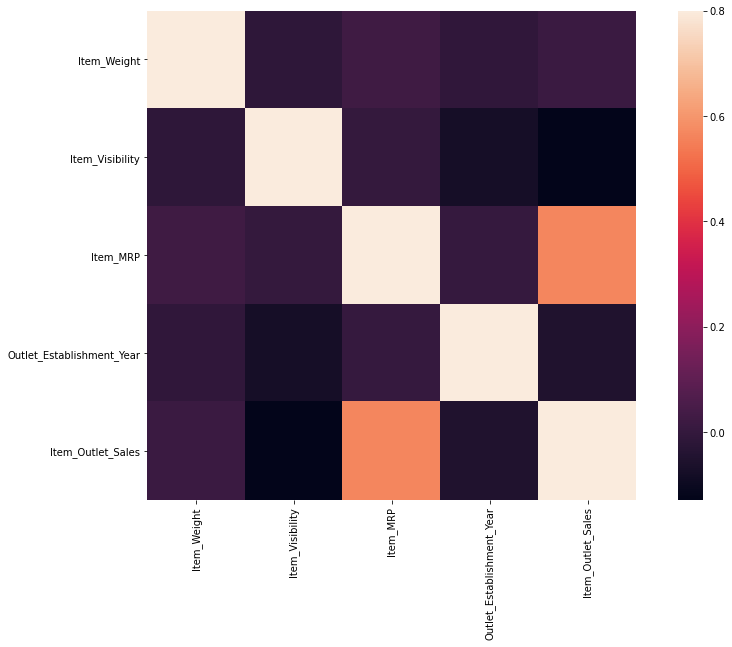 Item_Weight
Item_Visibility
Item_MRP
Outlet_Establishment_Year
Item_Outlet_Sales
Item_Weight
Item_Visibility
Item_MRP
Outlet_Establishment_Year
Item_Outlet_Sales
0.8
0.6
0.4
0.2
0.0